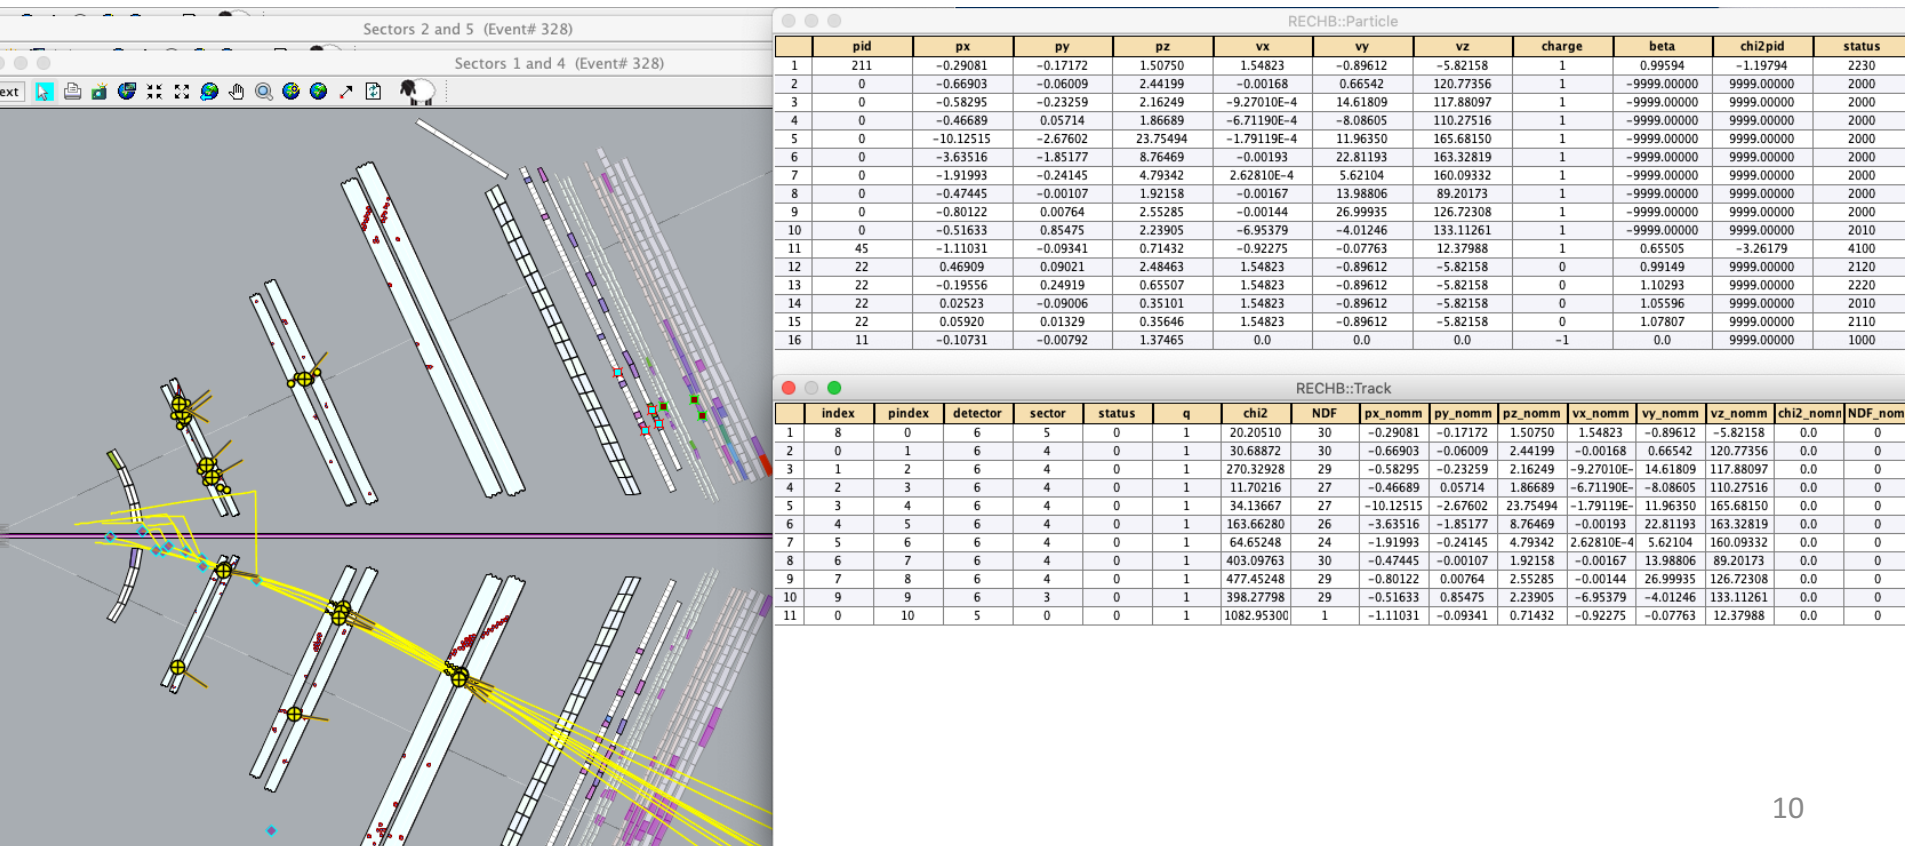 Sectors 2 and 5 (Event# 328)
Sectors 1 and 4 (Event# 328)
ext
RECHB::Particle
pid px py pz vx vy vz charge beta chi2pid status
1 211 −0.29081 −0.17172 1.50750 1.54823 −0.89612 −5.82158 1 0.99594 −1.19794 2230
2 0 −0.66903 −0.06009 2.44199 −0.00168 0.66542 120.77356 1 −9999.00000 9999.00000 2000
3 0 −0.58295 −0.23259 2.16249 −9.27010E−4 14.61809 117.88097 1 −9999.00000 9999.00000 2000
4 0 −0.46689 0.05714 1.86689 −6.71190E−4 −8.08605 110.27516 1 −9999.00000 9999.00000 2000
5 0 −10.12515 −2.67602 23.75494 −1.79119E−4 11.96350 165.68150 1 −9999.00000 9999.00000 2000
6 0 −3.63516 −1.85177 8.76469 −0.00193 22.81193 163.32819 1 −9999.00000 9999.00000 2000
7 0 −1.91993 −0.24145 4.79342 2.62810E−4 5.62104 160.09332 1 −9999.00000 9999.00000 2000
8 0 −0.47445 −0.00107 1.92158 −0.00167 13.98806 89.20173 1 −9999.00000 9999.00000 2000
9 0 −0.80122 0.00764 2.55285 −0.00144 26.99935 126.72308 1 −9999.00000 9999.00000 2000
10 0 −0.51633 0.85475 2.23905 −6.95379 −4.01246 133.11261 1 −9999.00000 9999.00000 2010
11 45 −1.11031 −0.09341 0.71432 −0.92275 −0.07763 12.37988 1 0.65505 −3.26179 4100
12 22 0.46909 0.09021 2.48463 1.54823 −0.89612 −5.82158 0 0.99149 9999.00000 2120
13 22 −0.19556 0.24919 0.65507 1.54823 −0.89612 −5.82158 0 1.10293 9999.00000 2220
14 22 0.02523 −0.09006 0.35101 1.54823 −0.89612 −5.82158 0 1.05596 9999.00000 2010
15 22 0.05920 0.01329 0.35646 1.54823 −0.89612 −5.82158 0 1.07807 9999.00000 2110
16 11 −0.10731 −0.00792 1.37465 0.0 0.0 0.0 −1 0.0 9999.00000 1000
RECHB::Track
index pindex detector sector status q chi2 NDF px_nomm py_nomm pz_nomm vx_nomm vy_nomm vz_nomm chi2_nomn NDF_nom
1 8 0 6 5 0 1 20.20510 30 −0.29081 −0.17172 1.50750 1.54823 −0.89612 −5.82158 0.0 0
2 0 1 6 4 0 1 30.68872 30 −0.66903 −0.06009 2.44199 −0.00168 0.66542 120.77356 0.0 0
3 1 2 6 4 0 1 270.32928 29 −0.58295 −0.23259 2.16249 −9.27010E− 14.61809 117.88097 0.0 0
4 2 3 6 4 0 1 11.70216 27 −0.46689 0.05714 1.86689 −6.71190E− −8.08605 110.27516 0.0 0
5 3 4 6 4 0 1 34.13667 27 −10.12515 −2.67602 23.75494 −1.79119E− 11.96350 165.68150 0.0 0
6 4 5 6 4 0 1 163.66280 26 −3.63516 −1.85177 8.76469 −0.00193 22.81193 163.32819 0.0 0
7 5 6 6 4 0 1 64.65248 24 −1.91993 −0.24145 4.79342 2.62810E−4 5.62104 160.09332 0.0 0
8 6 7 6 4 0 1 403.09763 30 −0.47445 −0.00107 1.92158 −0.00167 13.98806 89.20173 0.0 0
9 7 8 6 4 0 1 477.45248 29 −0.80122 0.00764 2.55285 −0.00144 26.99935 126.72308 0.0 0
10 9 9 6 3 0 1 398.27798 29 −0.51633 0.85475 2.23905 −6.95379 −4.01246 133.11261 0.0 0
11 0 10 5 0 0 1 1082.95300 1 −1.11031 −0.09341 0.71432 −0.92275 −0.07763 12.37988 0.0 0
10